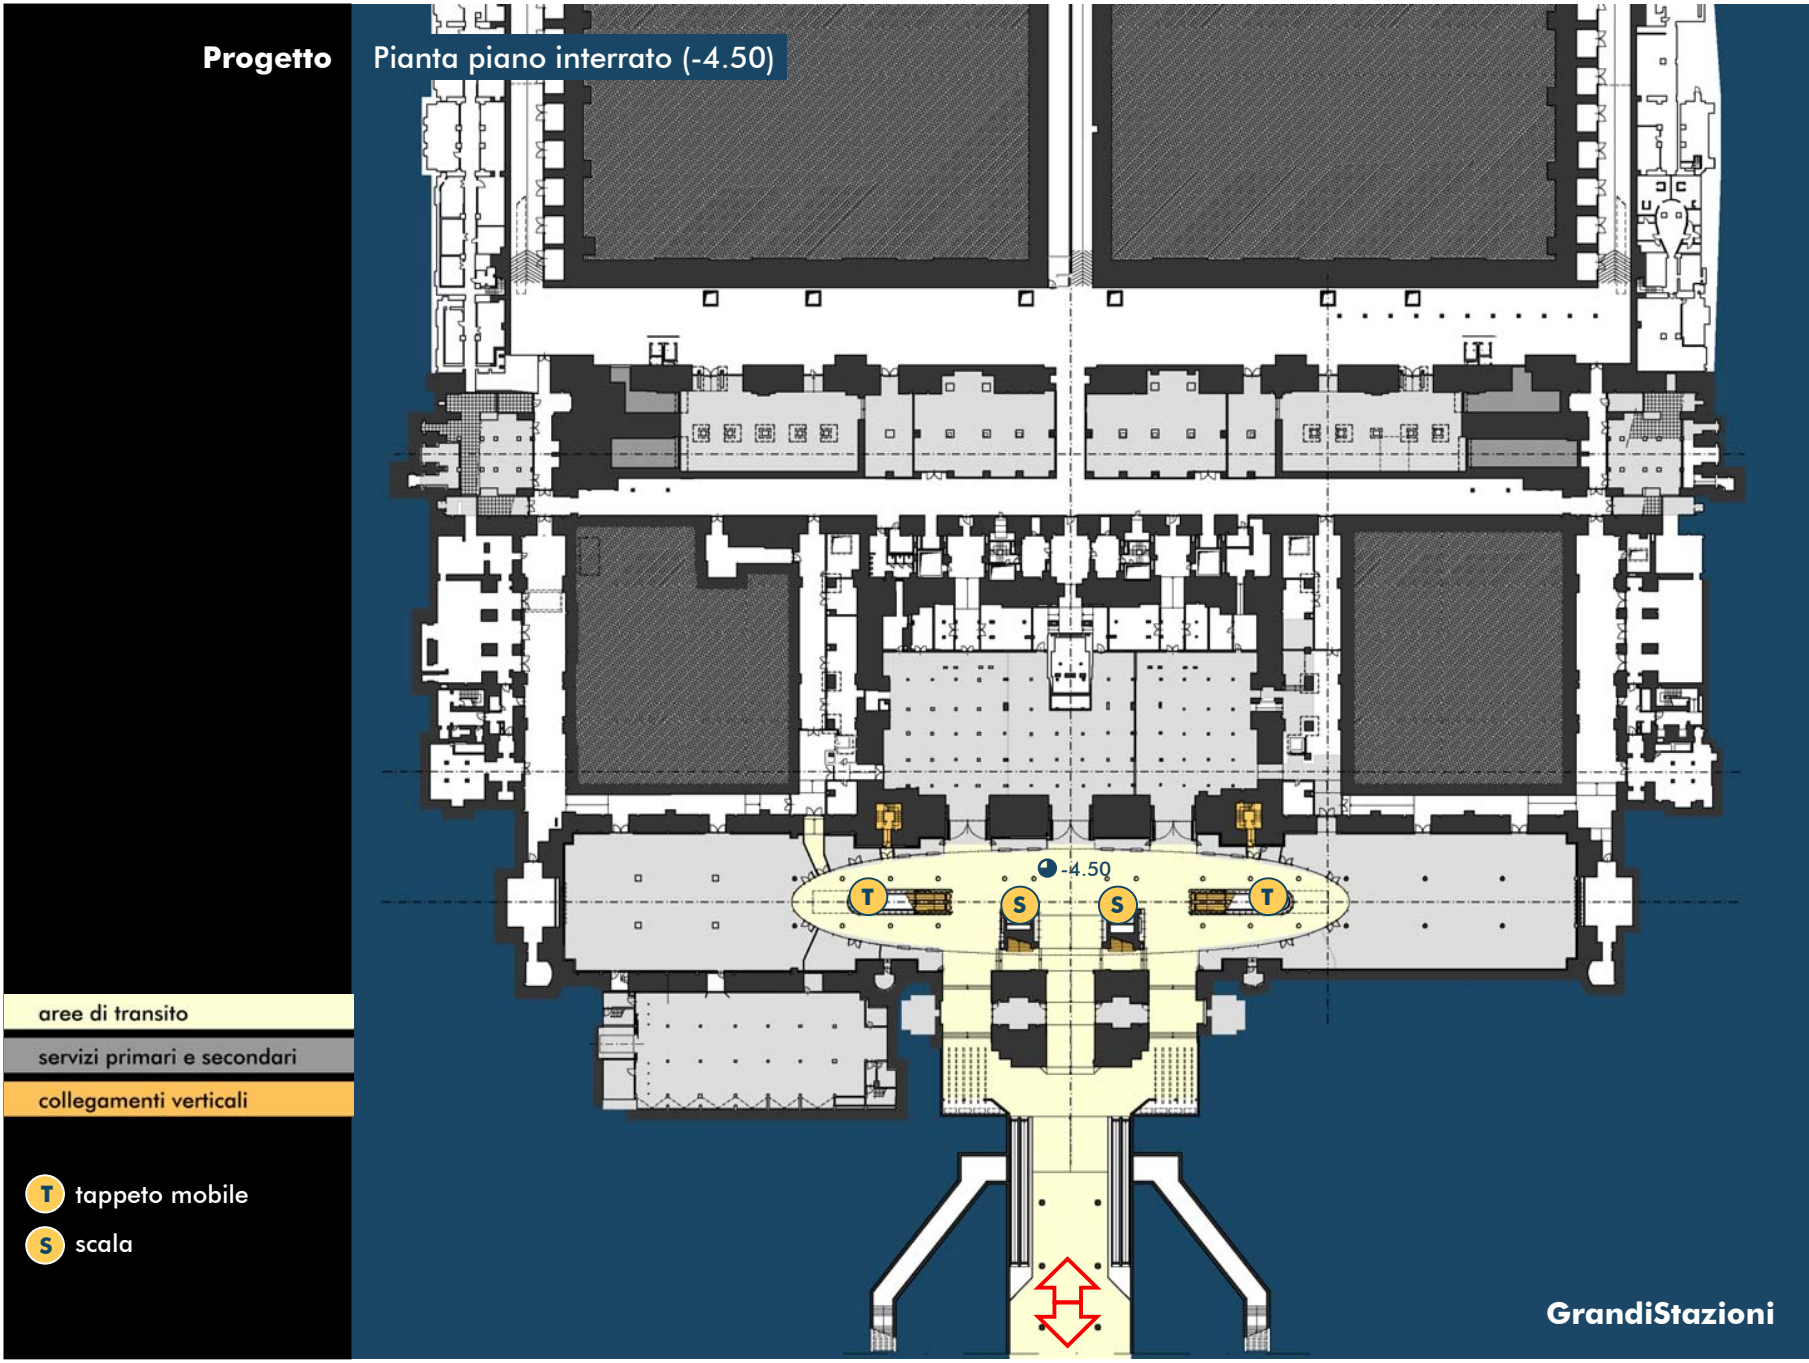 Progetto
Pianta piano interrato (-4.50)
-4.50
T
S
S
T
aree di transito
servizi primari e secondari
collegamenti verticali
T tappeto mobile
S scala
GrandiStazioni